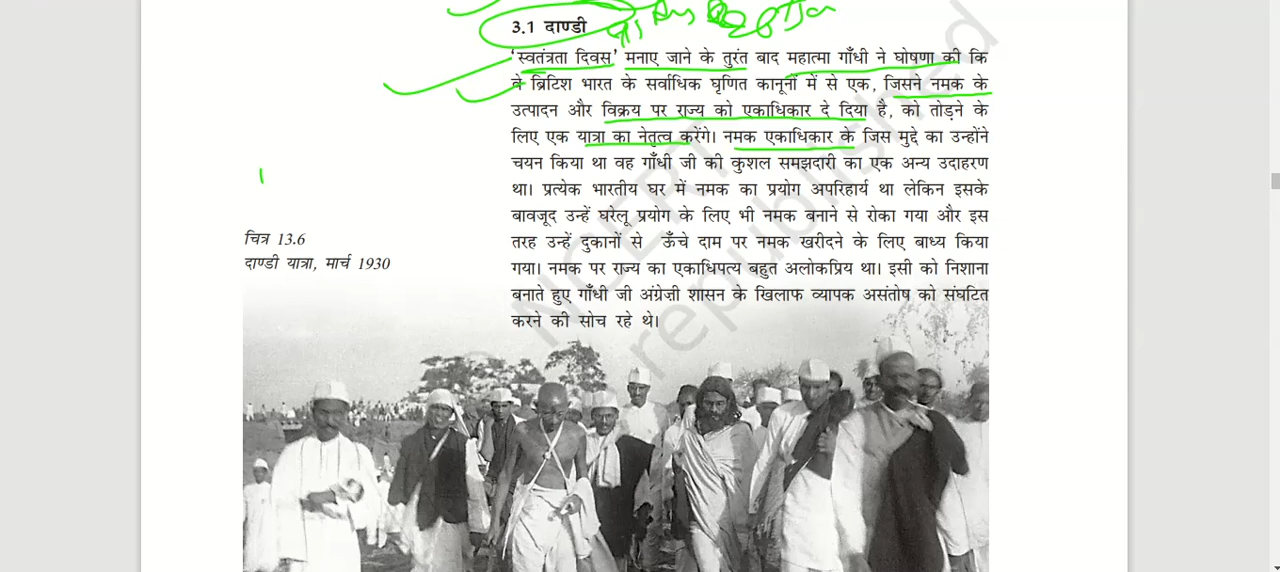 3.1 दाण्डी
'स्वतंत्रता दिवस' मनाए जाने के तुरंत बाद महात्मा गाँधी ने घोषणा की कि
वे ब्रिटिश भारत के सर्वाधिक घृणित कानूनों में से एक, जिसने नमक के
उत्पादन और विक्रय पर राज्य को एकाधिकार दे दिया है, को तोड़ने के
लिए एक यात्रा का नेतृत्व करेंगे। नमक एकाधिकार के जिस मुद्दे का उन्होंने
चयन किया था वह गाँधी जी की कुशल समझदारी का एक अन्य उदाहरण
था। प्रत्येक भारतीय घर में नमक का प्रयोग अपरिहार्य था लेकिन इसके
बावजूद उन्हें घरेलू प्रयोग के लिए भी नमक बनाने से रोका गया और इस
तरह उन्हें दुकानों से ऊँचे दाम पर नमक खरीदने के लिए बाध्य किया
गया। नमक पर राज्य का एकाधिपत्य बहुत अलोकप्रिय था। इसी को निशाना
बनाते हुए गाँधी जी अंग्रेज़ी शासन के खिलाफ व्यापक असंतोष को संघटित
करने की सोच रहे थे।
चित्र 13.6
दाण्डी यात्रा, मार्च 1930
NCERT
republished